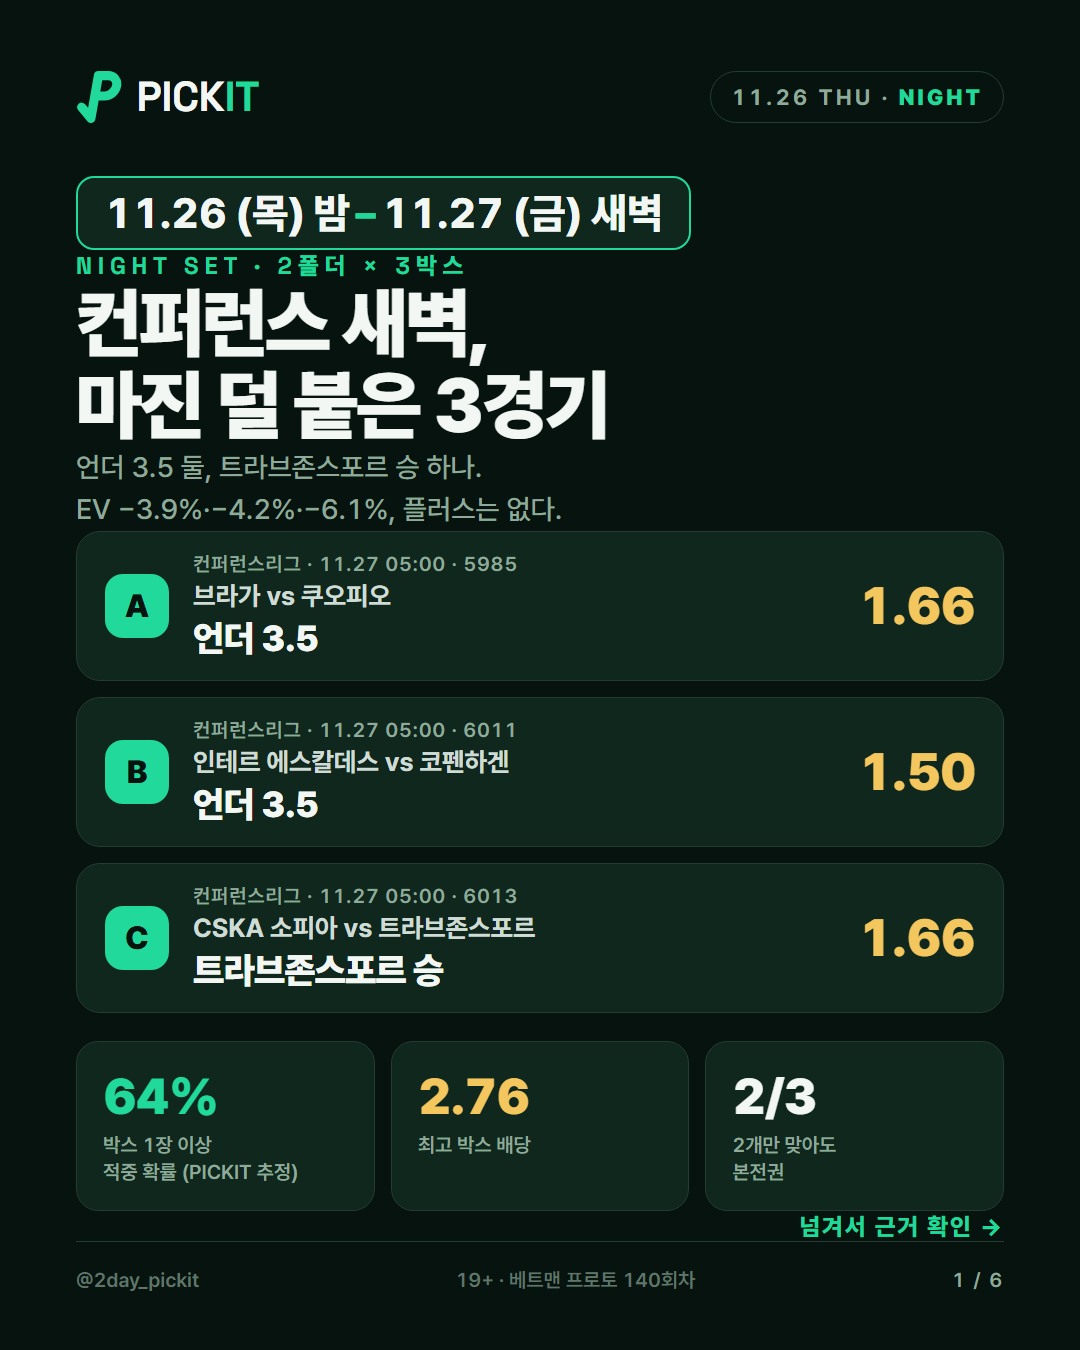 PICKIT
11.26 THU · NIGHT
11.26 (목) 밤 – 11.27 (금) 새벽
NIGHT SET · 2폴더 × 3박스
컨퍼런스 새벽,
마진 덜 붙은 3경기
언더 3.5 둘, 트라브존스포르 승 하나.
EV −3.9%·−4.2%·−6.1%, 플러스는 없다.
A
컨퍼런스리그 · 11.27 05:00 · 5985
브라가 vs 쿠오피오
언더 3.5
1.66
B
컨퍼런스리그 · 11.27 05:00 · 6011
인테르 에스칼데스 vs 코펜하겐
언더 3.5
1.50
C
컨퍼런스리그 · 11.27 05:00 · 6013
CSKA 소피아 vs 트라브존스포르
트라브존스포르 승
1.66
64%
박스 1장 이상
적중 확률 (PICKIT 추정)
2.76
최고 박스 배당
2/3
2개만 맞아도
본전권
넘겨서 근거 확인 →
@2day_pickit
19+ · 베트맨 프로토 140회차
1 / 6